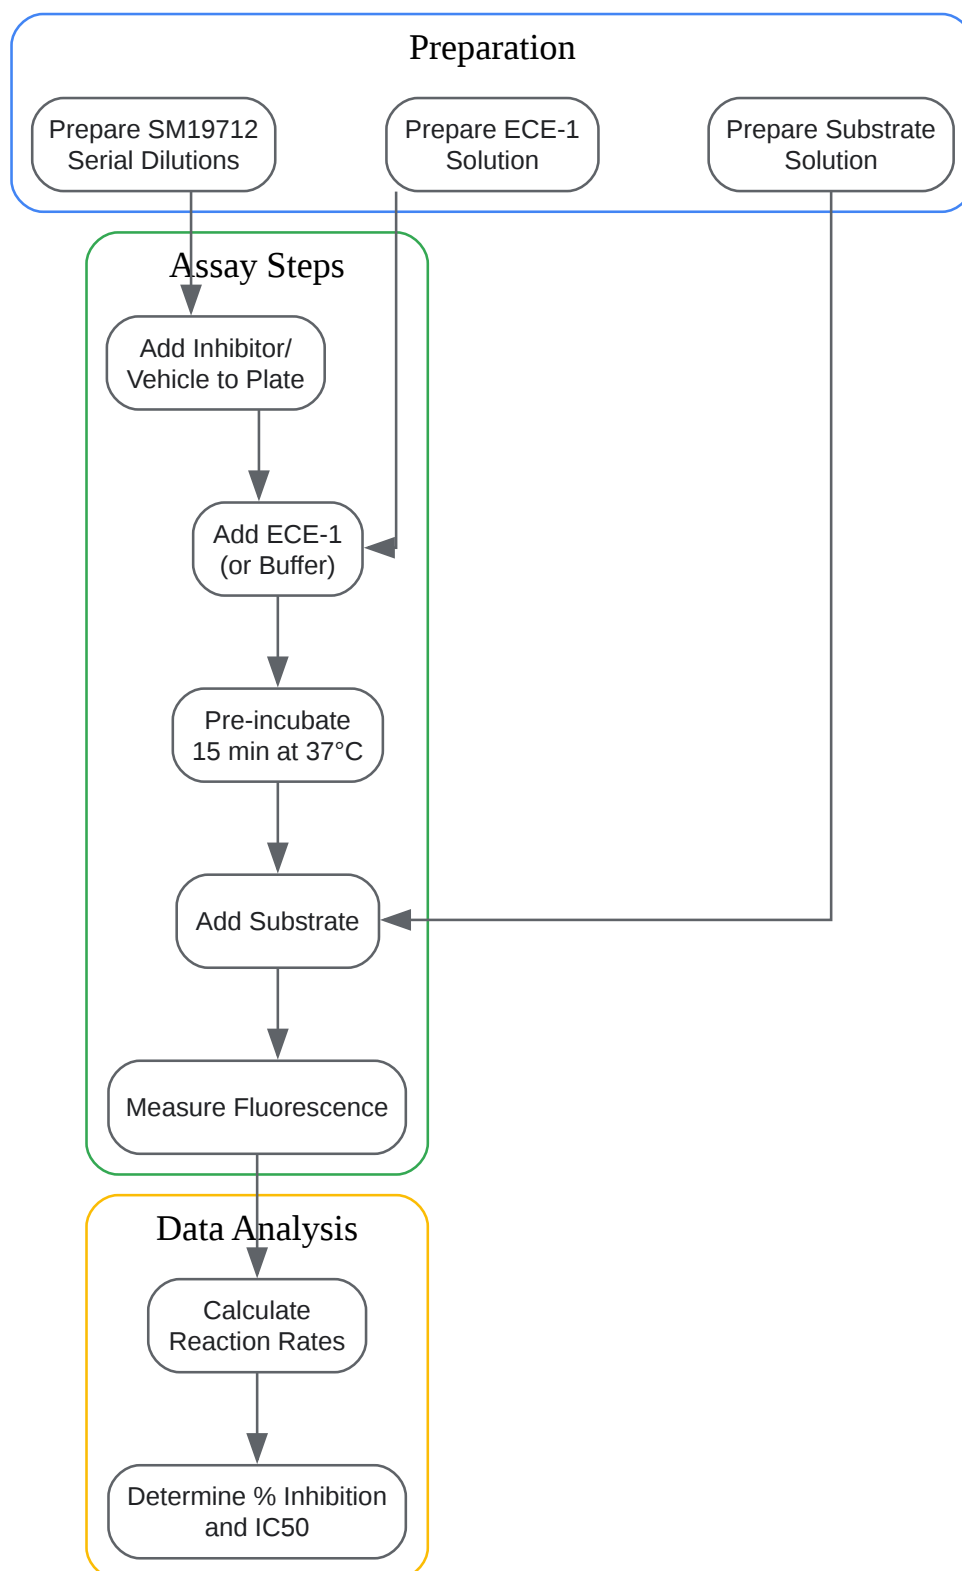 Preparation
Prepare SM19712
Serial Dilutions
Prepare ECE-1
Solution
Prepare Substrate
Solution
Assay Steps
Add Inhibitor/
Vehicle to Plate
Add ECE-1
(or Buffer)
Pre-incubate
15 min at 37°C
Add Substrate
Measure Fluorescence
Data Analysis
Calculate
Reaction Rates
Determine % Inhibition
and IC50